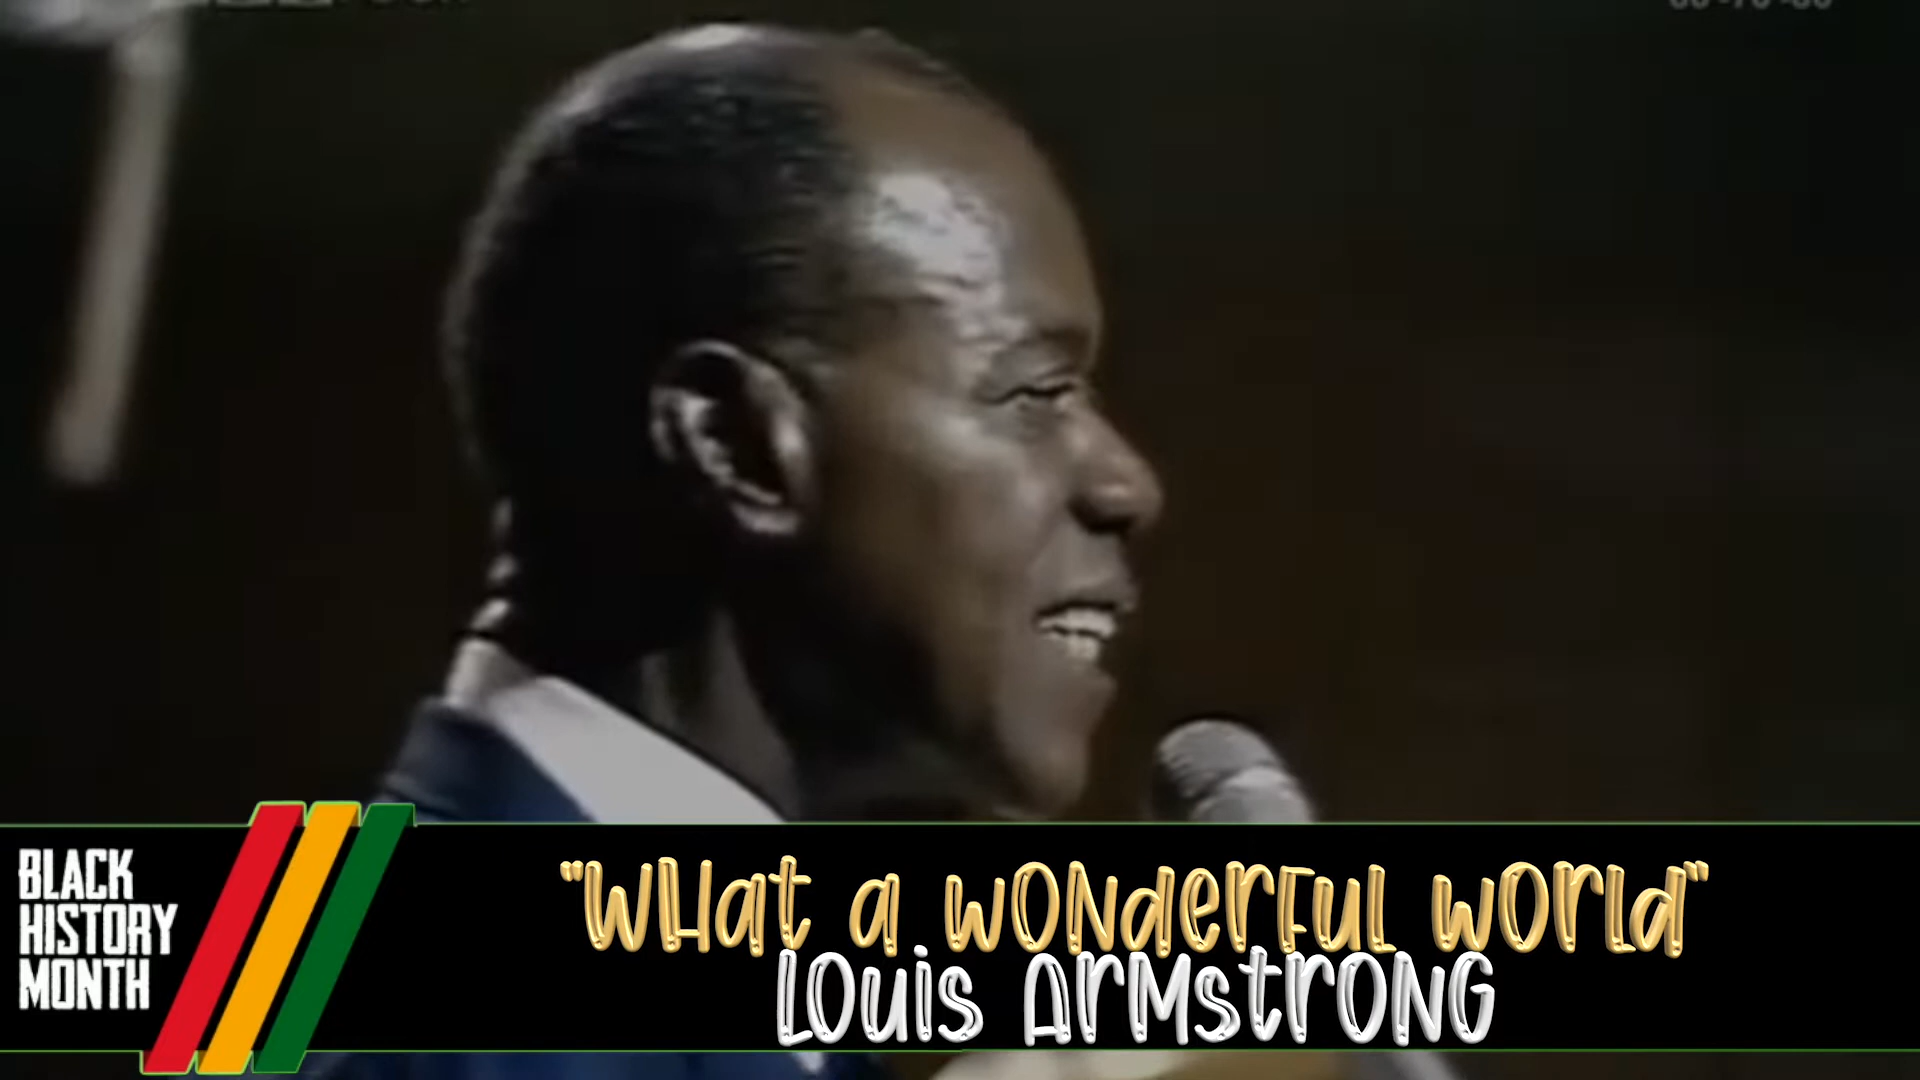 BLACK
HISTORY
MONTH
"WHat a wONderFUL wOrLd"
LOUis ArMstrONG